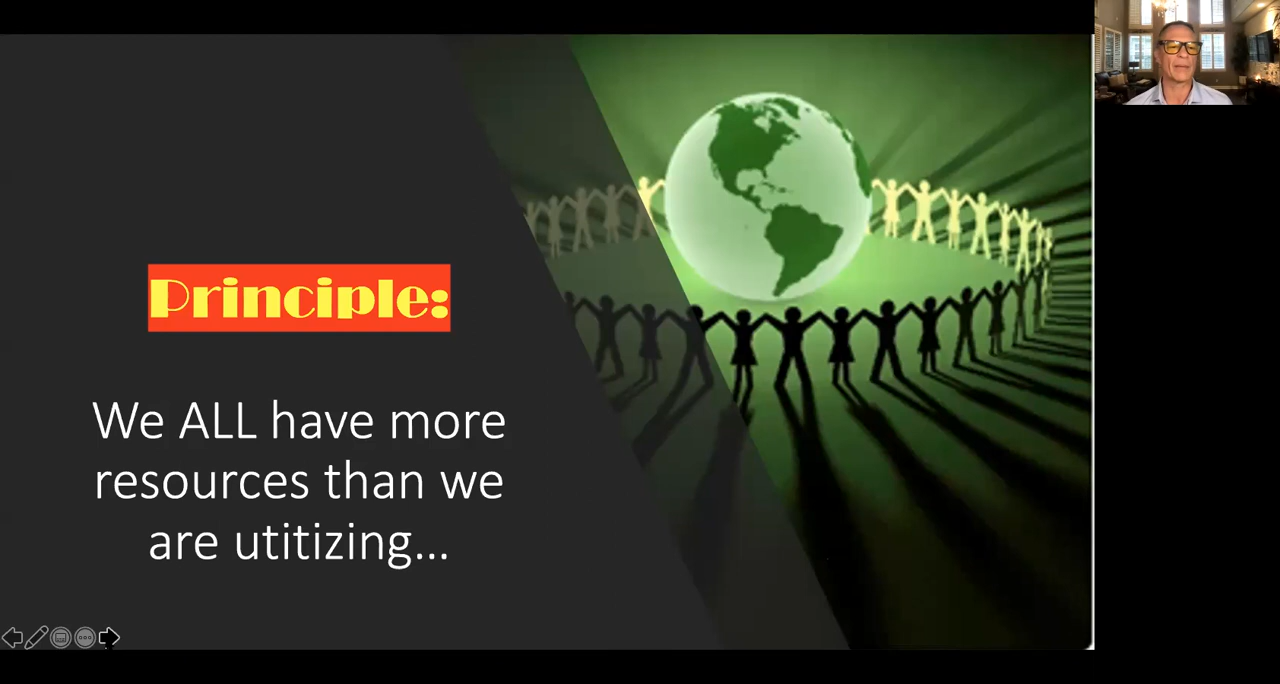 Principle:
We ALL have more
resources than we
are utitizing...